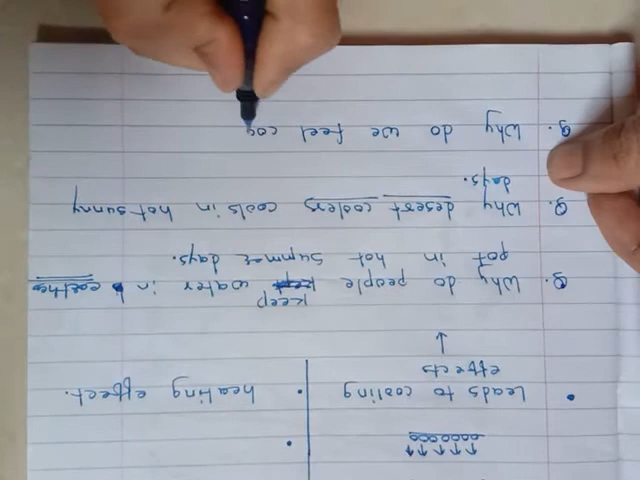 • Leads to cooling
effects
• heating effect.
•
Q. Why do people keep water in earthen
pot in hot summer days.
Q. Why desert coolers cools in hot sunny
days.
Q. Why do we feel coo